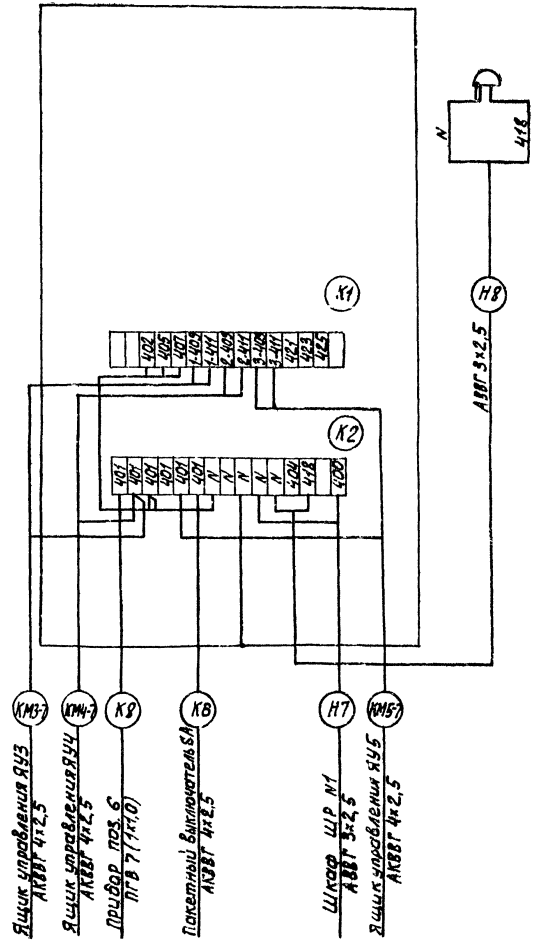 N
418
Н8
АВВГ 3х2,5
К1
402
405
407
1-409
1-411
2-409
2-411
3-409
3-411
421
423
425
К2
401
401
401
401
401
401
N
N
N
N
N
404
418
400
КМ3-7
КМ4-7
К8
КВ
Н7
КМ5-7
Ящик управления ЯУ3
АКВВГ 4х2,5
Ящик управления ЯУ4
АКВВГ 4х2,5
Прибор поз. 6
ПГВ 7(1х1,0)
Пакетный выключатель SA
АКВВГ 4х2,5
Шкаф ЩР N1
АВВГ 3х2,5
Ящик управления ЯУ5
АКВВГ 4х2,5